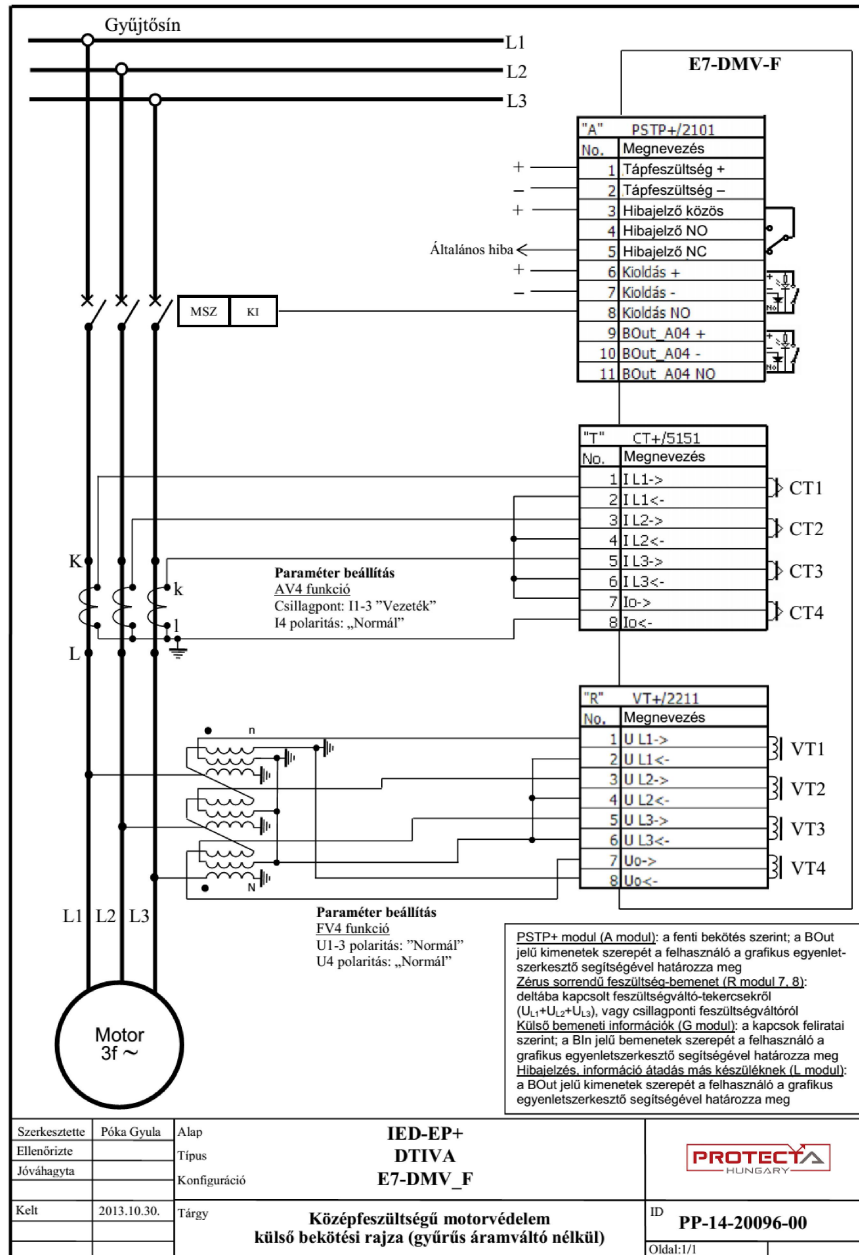 Gyűjtősín
L1
L2
L3
E7-DMV-F
"A" PSTP+/2101
No. Megnevezés
+ 1 Tápfeszültség +
− 2 Tápfeszültség –
+ 3 Hibajelző közös
4 Hibajelző NO
Általános hiba 5 Hibajelző NC
+ 6 Kioldás +
− 7 Kioldás -
8 Kioldás NO
9 BOut_A04 +
10 BOut_A04 -
11 BOut_A04 NO
+
−
No
+
−
No
MSZ KI
"T" CT+/5151
No. Megnevezés
1 I L1->
2 I L1<-
3 I L2->
4 I L2<-
5 I L3->
6 I L3<-
7 Io->
8 Io<-
CT1
CT2
CT3
CT4
K
k
l
L
Paraméter beállítás
AV4 funkció
Csillagpont: I1-3 ”Vezeték”
I4 polaritás: „Normál”
"R" VT+/2211
No. Megnevezés
1 U L1->
2 U L1<-
3 U L2->
4 U L2<-
5 U L3->
6 U L3<-
7 Uo->
8 Uo<-
VT1
VT2
VT3
VT4
n
N
L1 L2 L3
Paraméter beállítás
FV4 funkció
U1-3 polaritás: ”Normál”
U4 polaritás: „Normál”
Motor
3f ~
PSTP+ modul (A modul): a fenti bekötés szerint; a BOut
jelű kimenetek szerepét a felhasználó a grafikus egyenlet-
szerkesztő segítségével határozza meg
Zérus sorrendű feszültség-bemenet (R modul 7, 8):
deltába kapcsolt feszültségváltó-tekercsekről
(UL1+UL2+UL3), vagy csillagponti feszültségváltóról
Külső bemeneti információk (G modul): a kapcsok feliratai
szerint; a BIn jelű bemenetek szerepét a felhasználó a
grafikus egyenletszerkesztő segítségével határozza meg
Hibajelzés, információ átadás más készüléknek (L modul):
a BOut jelű kimenetek szerepét a felhasználó a grafikus
egyenletszerkesztő segítségével határozza meg
Szerkesztette Póka Gyula
Ellenőrizte
Jóváhagyta
Kelt 2013.10.30.
Alap IED-EP+
Típus DTIVA
Konfiguráció E7-DMV_F
Tárgy Középfeszültségű motorvédelem
külső bekötési rajza (gyűrűs áramváltó nélkül)
PROTECTA
HUNGARY
ID PP-14-20096-00
Oldal:1/1